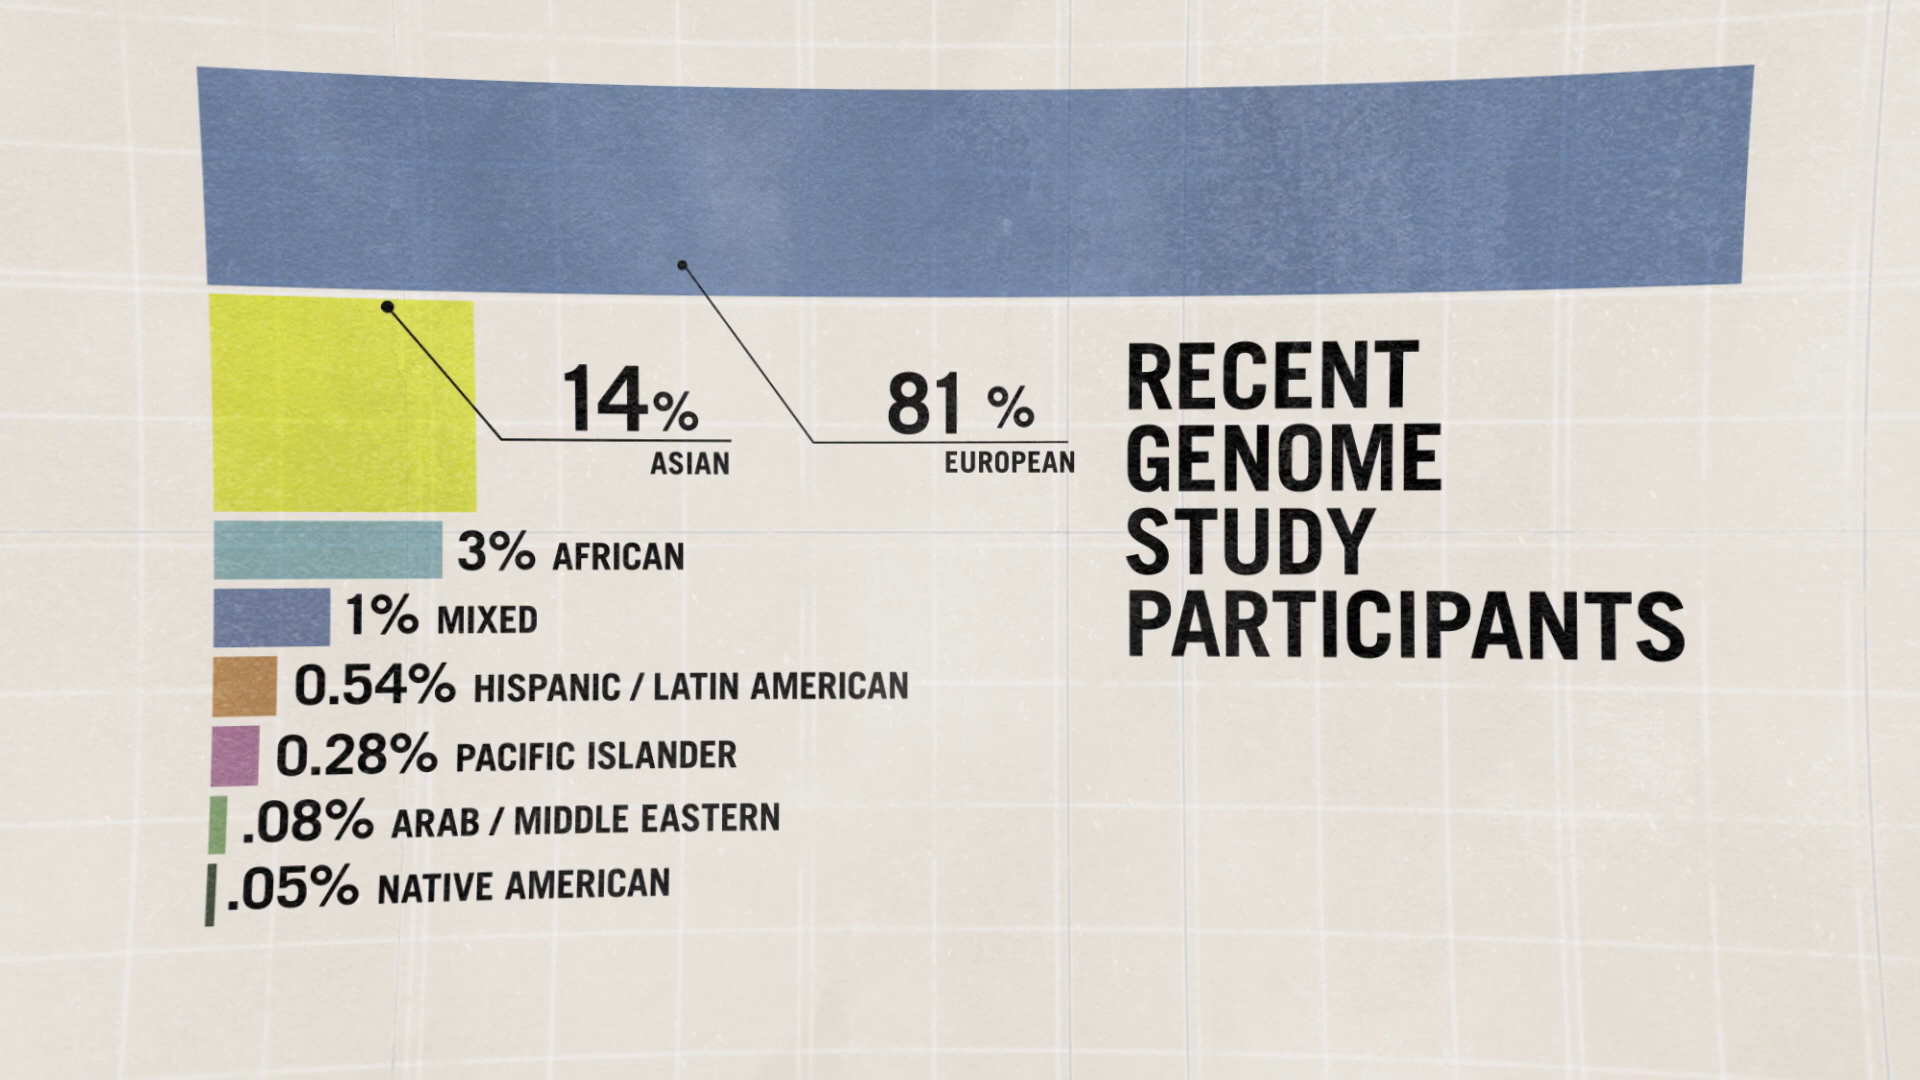 14%
ASIAN
81 %
EUROPEAN
RECENT
GENOME
STUDY
PARTICIPANTS
3% AFRICAN
1% MIXED
0.54% HISPANIC / LATIN AMERICAN
0.28% PACIFIC ISLANDER
.08% ARAB / MIDDLE EASTERN
.05% NATIVE AMERICAN